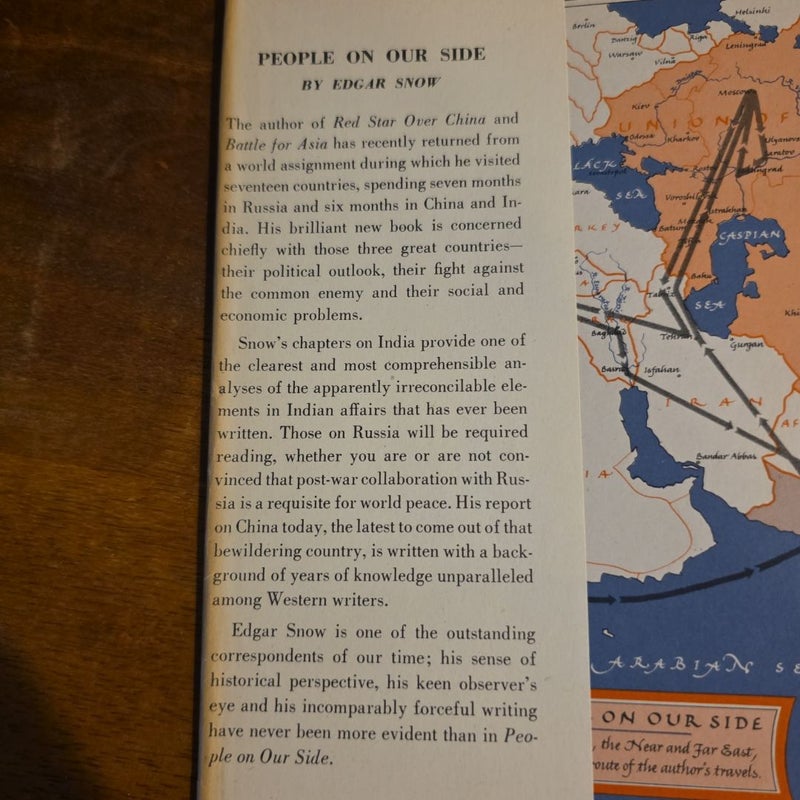 PEOPLE ON OUR SIDE
BY EDGAR SNOW
The author of Red Star Over China and
Battle for Asia has recently returned from
a world assignment during which he visited
seventeen countries, spending seven months
in Russia and six months in China and In-
dia. His brilliant new book is concerned
chiefly with those three great countries—
their political outlook, their fight against
the common enemy and their social and
economic problems.
Snow's chapters on India provide one of
the clearest and most comprehensible an-
alyses of the apparently irreconcilable ele-
ments in Indian affairs that has ever been
written. Those on Russia will be required
reading, whether you are or are not con-
vinced that post-war collaboration with Rus-
sia is a requisite for world peace. His report
on China today, the latest to come out of that
bewildering country, is written with a back-
ground of years of knowledge unparalleled
among Western writers.
Edgar Snow is one of the outstanding
correspondents of our time; his sense of
historical perspective, his keen observer's
eye and his incomparably forceful writing
have never been more evident than in Peo-
ple on Our Side.
Helsinki
Berlin
Danzig
Riga
Leningrad
Warsaw
Vilna
Moscow
Kiev
UNION OF
Odessa
Kharkov
LACK
SEA
CASPIAN
SEA
RKEY
Batum
Baku
Tehran
Gurgan
Isfahan
IRAN
Bandar Abbas
ARABIAN SE
ON OUR SIDE
, the Near and Far East,
route of the author's travels.